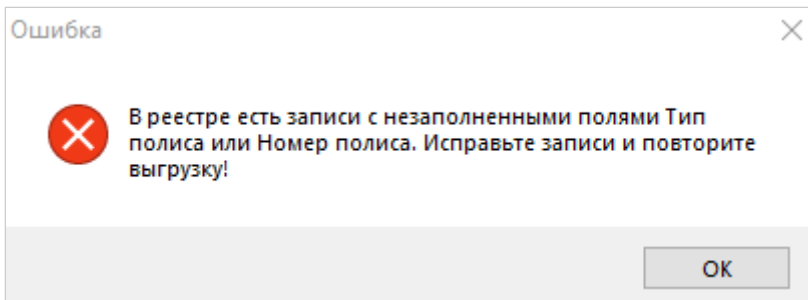 Ошибка
В реестре есть записи с незаполненными полями Тип
полиса или Номер полиса. Исправьте записи и повторите
выгрузку!
ОК